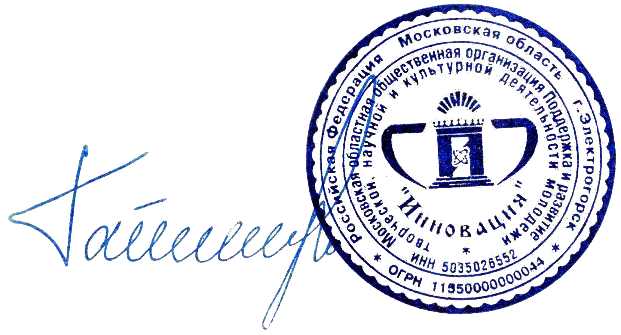 Российская Федерация Московская область г.Электрогорск
* ОГРН 1155000000044 *
Московская областная общественная организация Поддержка и развитие
творческой, научной и культурной деятельности молодежи
"Инновация"
*
ИНН 5035026552